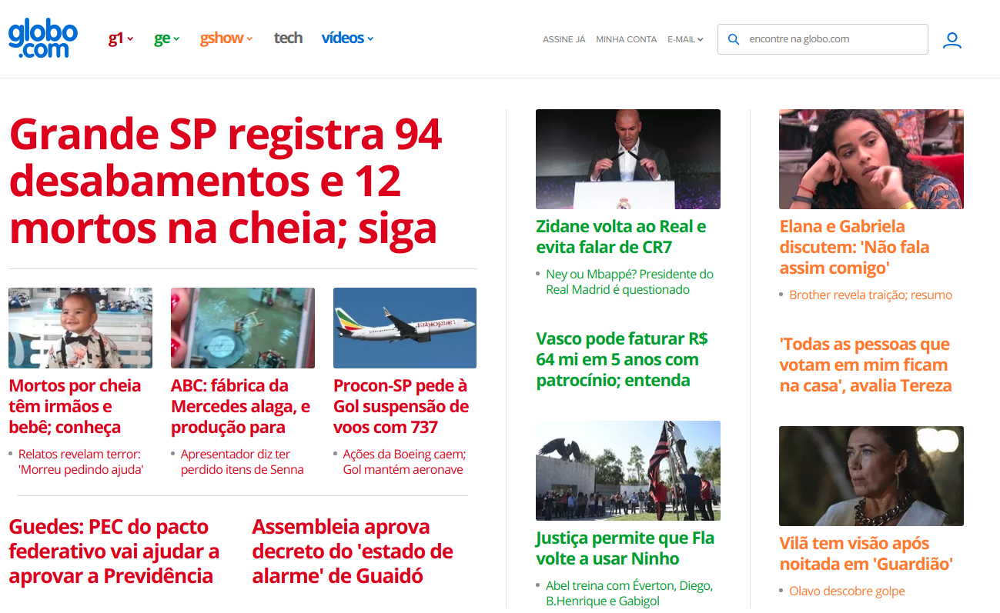 globo
.com
g1
ge
gshow
tech
vídeos
ASSINE JÁ
MINHA CONTA
E-MAIL
encontre na globo.com
Grande SP registra 94
desabamentos e 12
mortos na cheia; siga
Mortos por cheia
têm irmãos e
bebê; conheça
Relatos revelam terror:
'Morreu pedindo ajuda'
ABC: fábrica da
Mercedes alaga, e
produção para
Apresentador diz ter
perdido itens de Senna
Procon-SP pede à
Gol suspensão de
voos com 737
Ações da Boeing caem;
Gol mantém aeronave
Guedes: PEC do pacto
federativo vai ajudar a
aprovar a Previdência
Assembleia aprova
decreto do 'estado de
alarme' de Guaidó
Zidane volta ao Real e
evita falar de CR7
Ney ou Mbappé? Presidente do
Real Madrid é questionado
Vasco pode faturar R$
64 mi em 5 anos com
patrocínio; entenda
Justiça permite que Fla
volte a usar Ninho
Abel treina com Éverton, Diego,
B.Henrique e Gabigol
Elana e Gabriela
discutem: 'Não fala
assim comigo'
Brother revela traição; resumo
'Todas as pessoas que
votam em mim ficam
na casa', avalia Tereza
Vilã tem visão após
noitada em 'Guardião'
Olavo descobre golpe